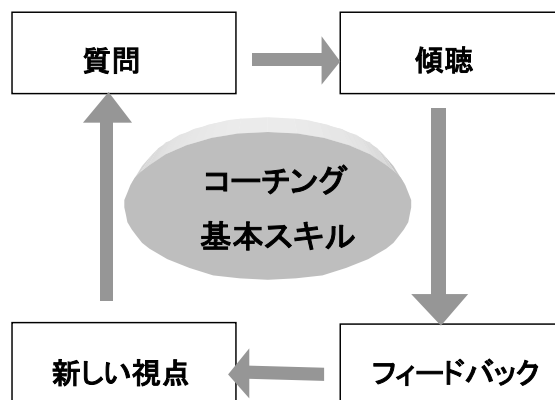 質問
傾聴
コーチング
基本スキル
新しい視点
フィードバック